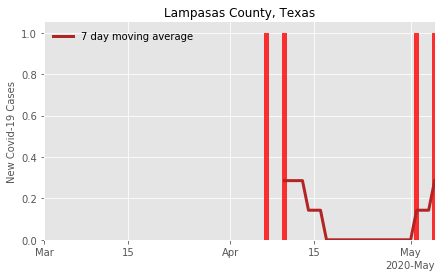 Lampasas County, Texas
7 day moving average
New Covid-19 Cases
1.0
0.8
0.6
0.4
0.2
0.0
Mar
15
Apr
15
May
2020-May